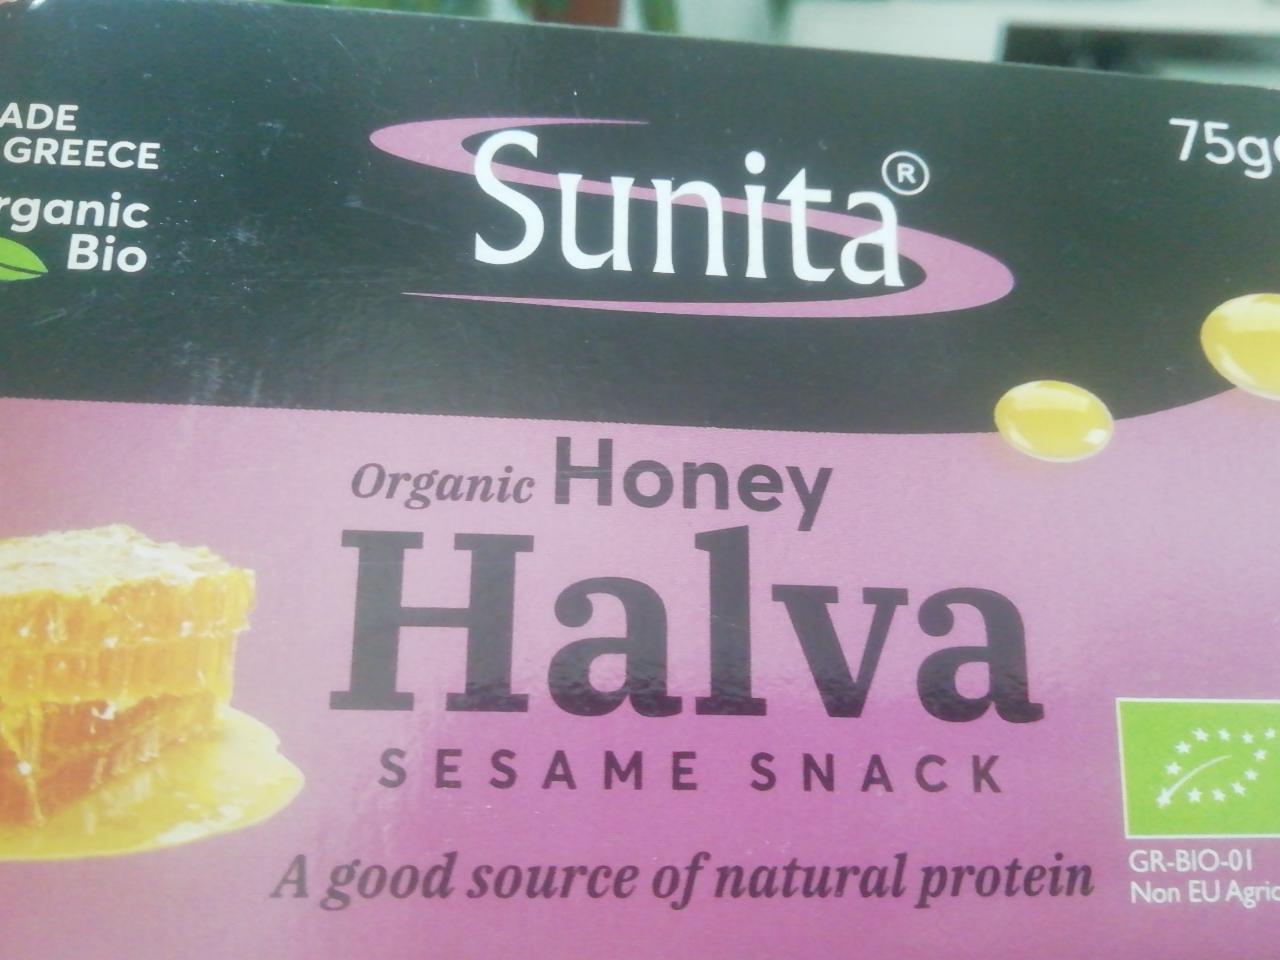 ADE
GREECE
rganic
Bio
Sunita®
75g
Organic Honey
Halva
SESAME SNACK
A good source of natural protein
GR-BIO-01
Non EU Agric